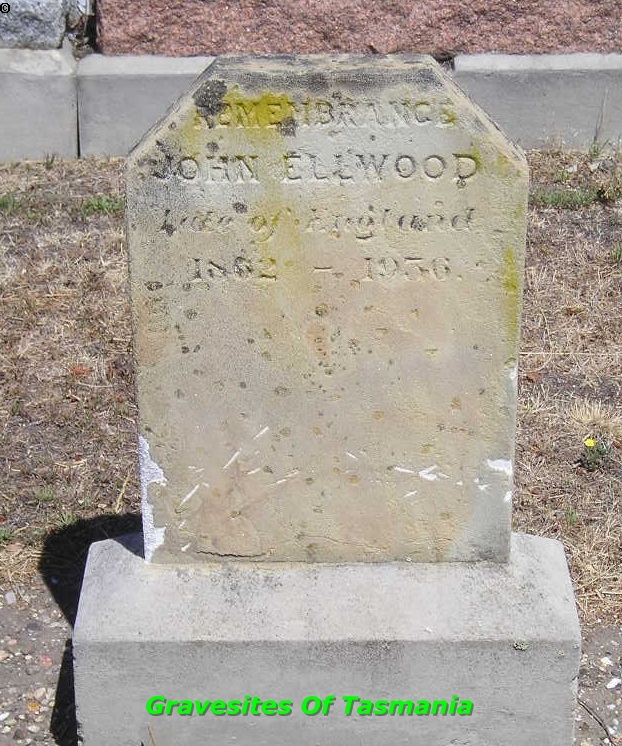 REMEMBRANCE
JOHN ELLWOOD
Late of England
1862 - 1936.
Gravesites Of Tasmania